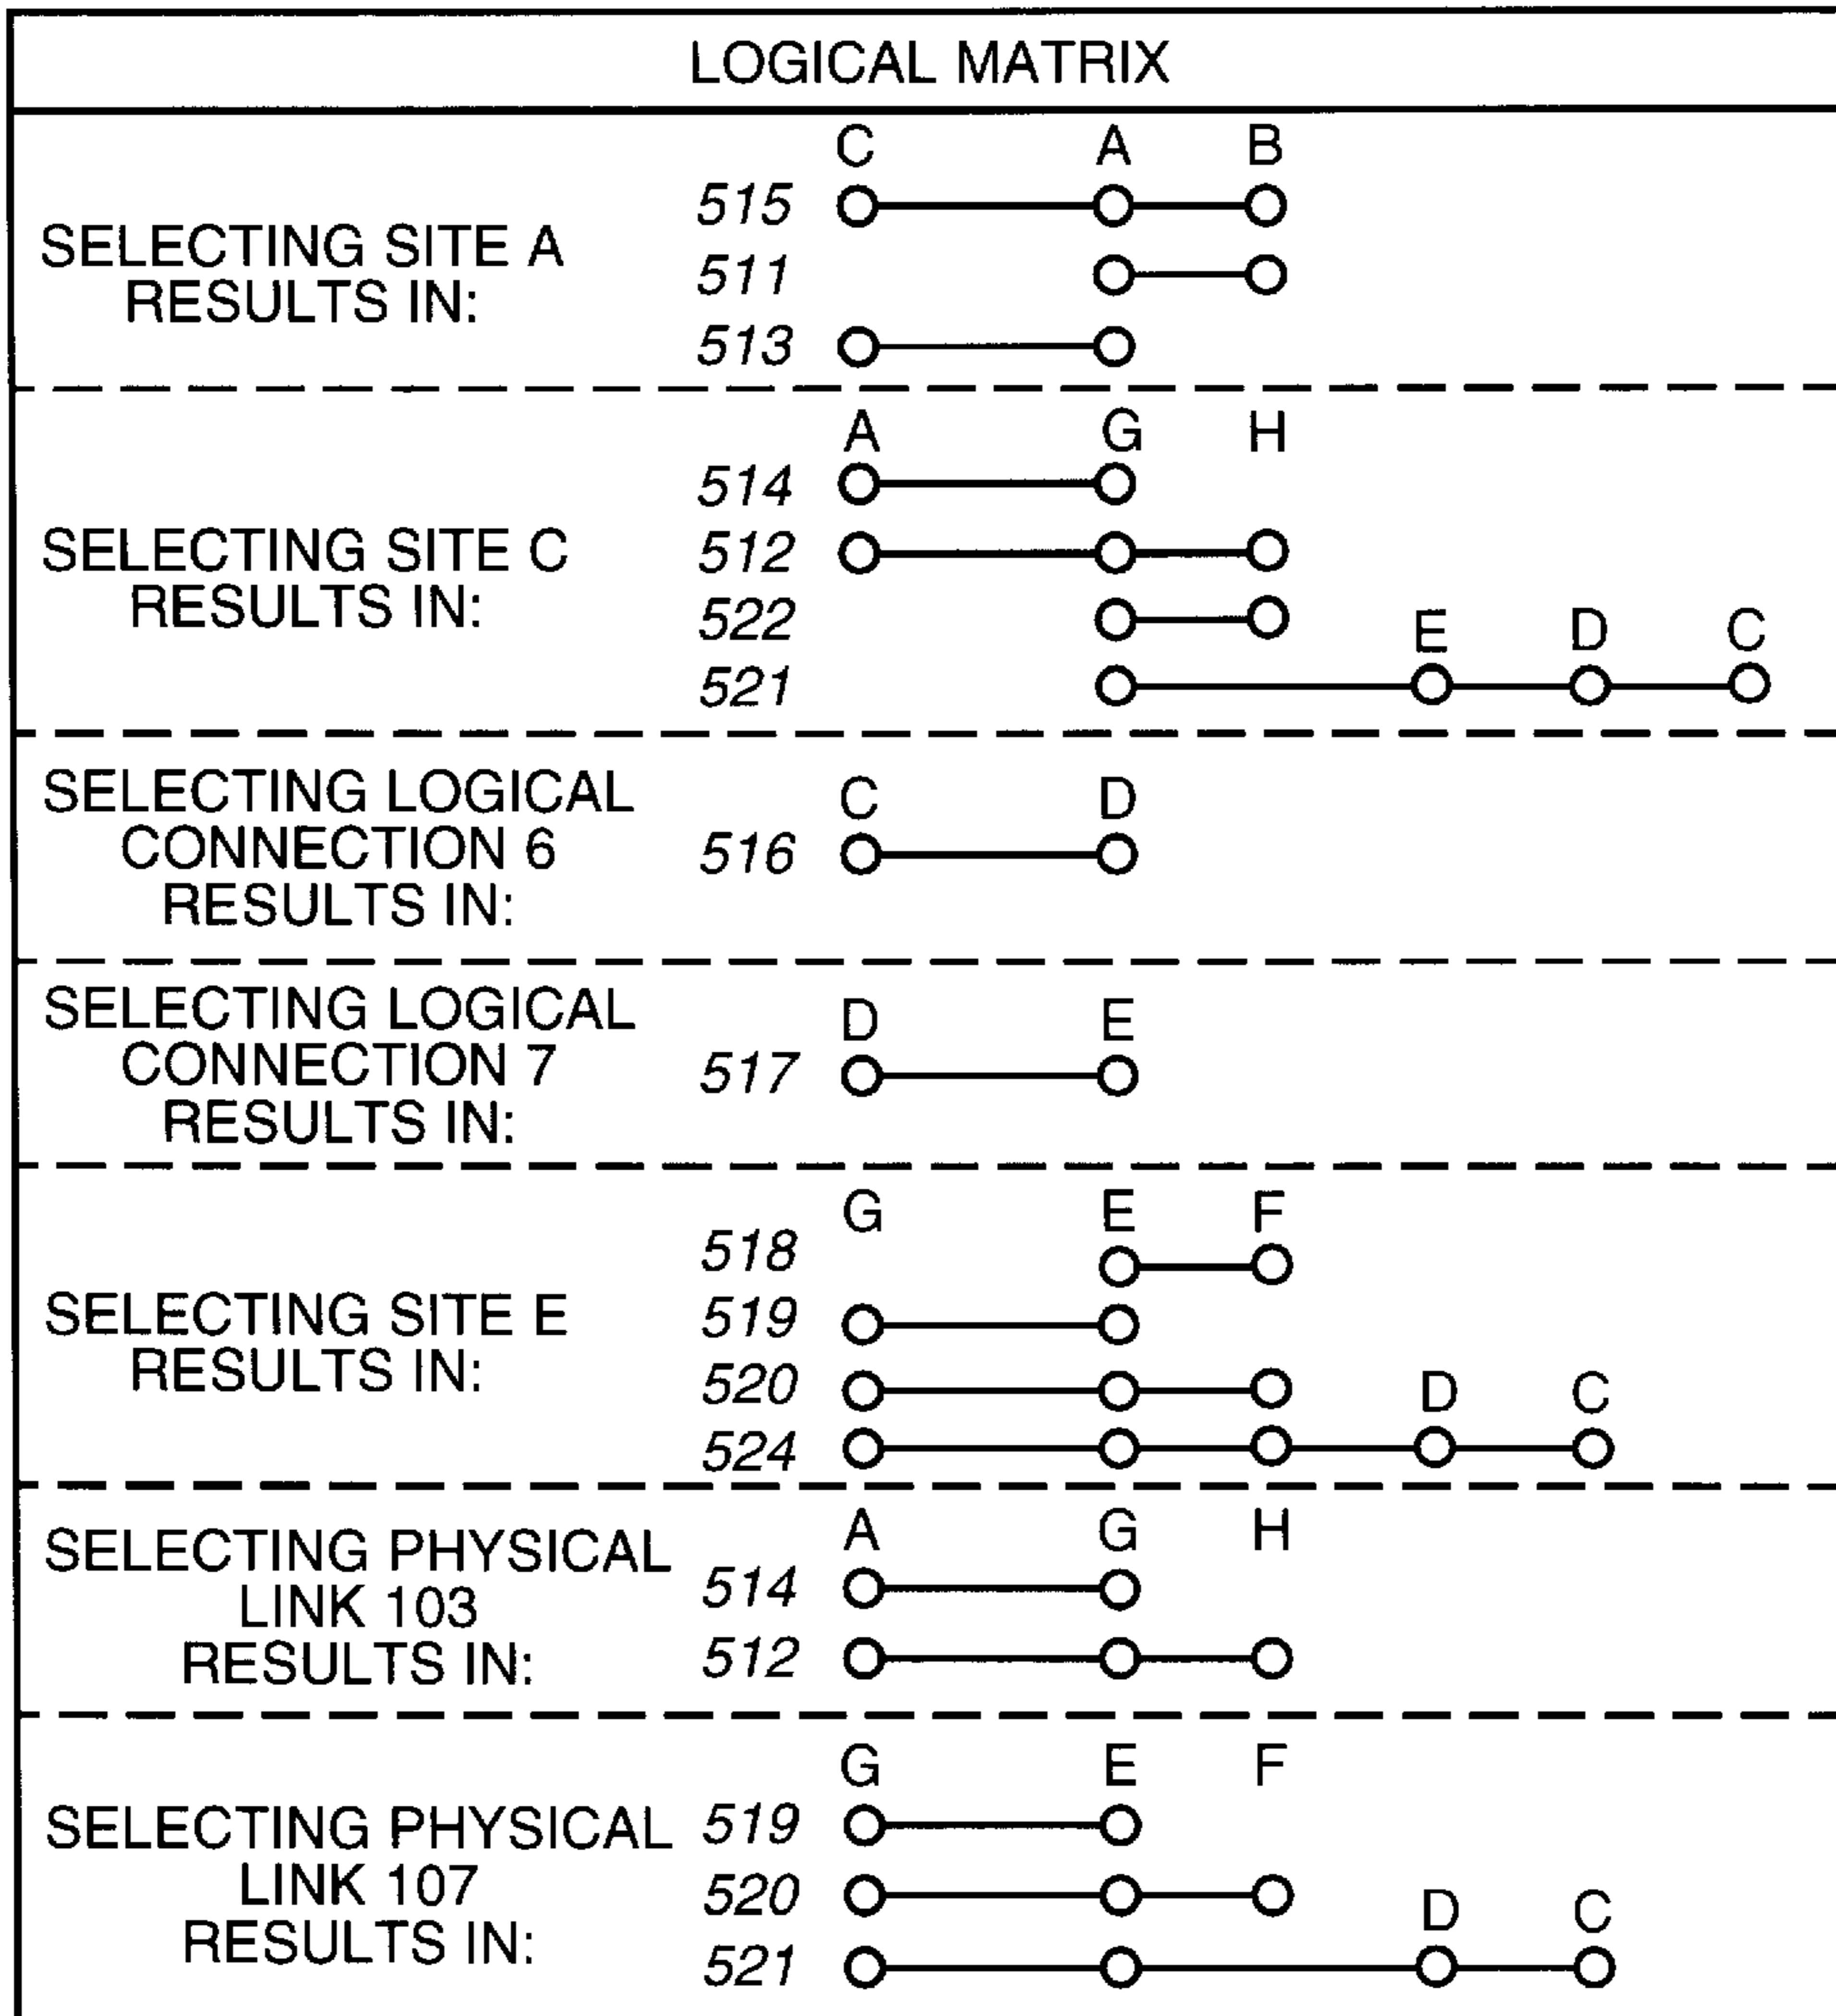 LOGICAL MATRIX
C A B
515
SELECTING SITE A
RESULTS IN:
511
513
A G H
514
SELECTING SITE C
RESULTS IN:
512
522
E D C
521
SELECTING LOGICAL
CONNECTION 6
RESULTS IN:
C D
516
SELECTING LOGICAL
CONNECTION 7
RESULTS IN:
D E
517
G E F
518
SELECTING SITE E
RESULTS IN:
519
520
D C
524
SELECTING PHYSICAL
LINK 103
RESULTS IN:
A G H
514
512
G E F
SELECTING PHYSICAL
LINK 107
RESULTS IN:
519
520
D C
521